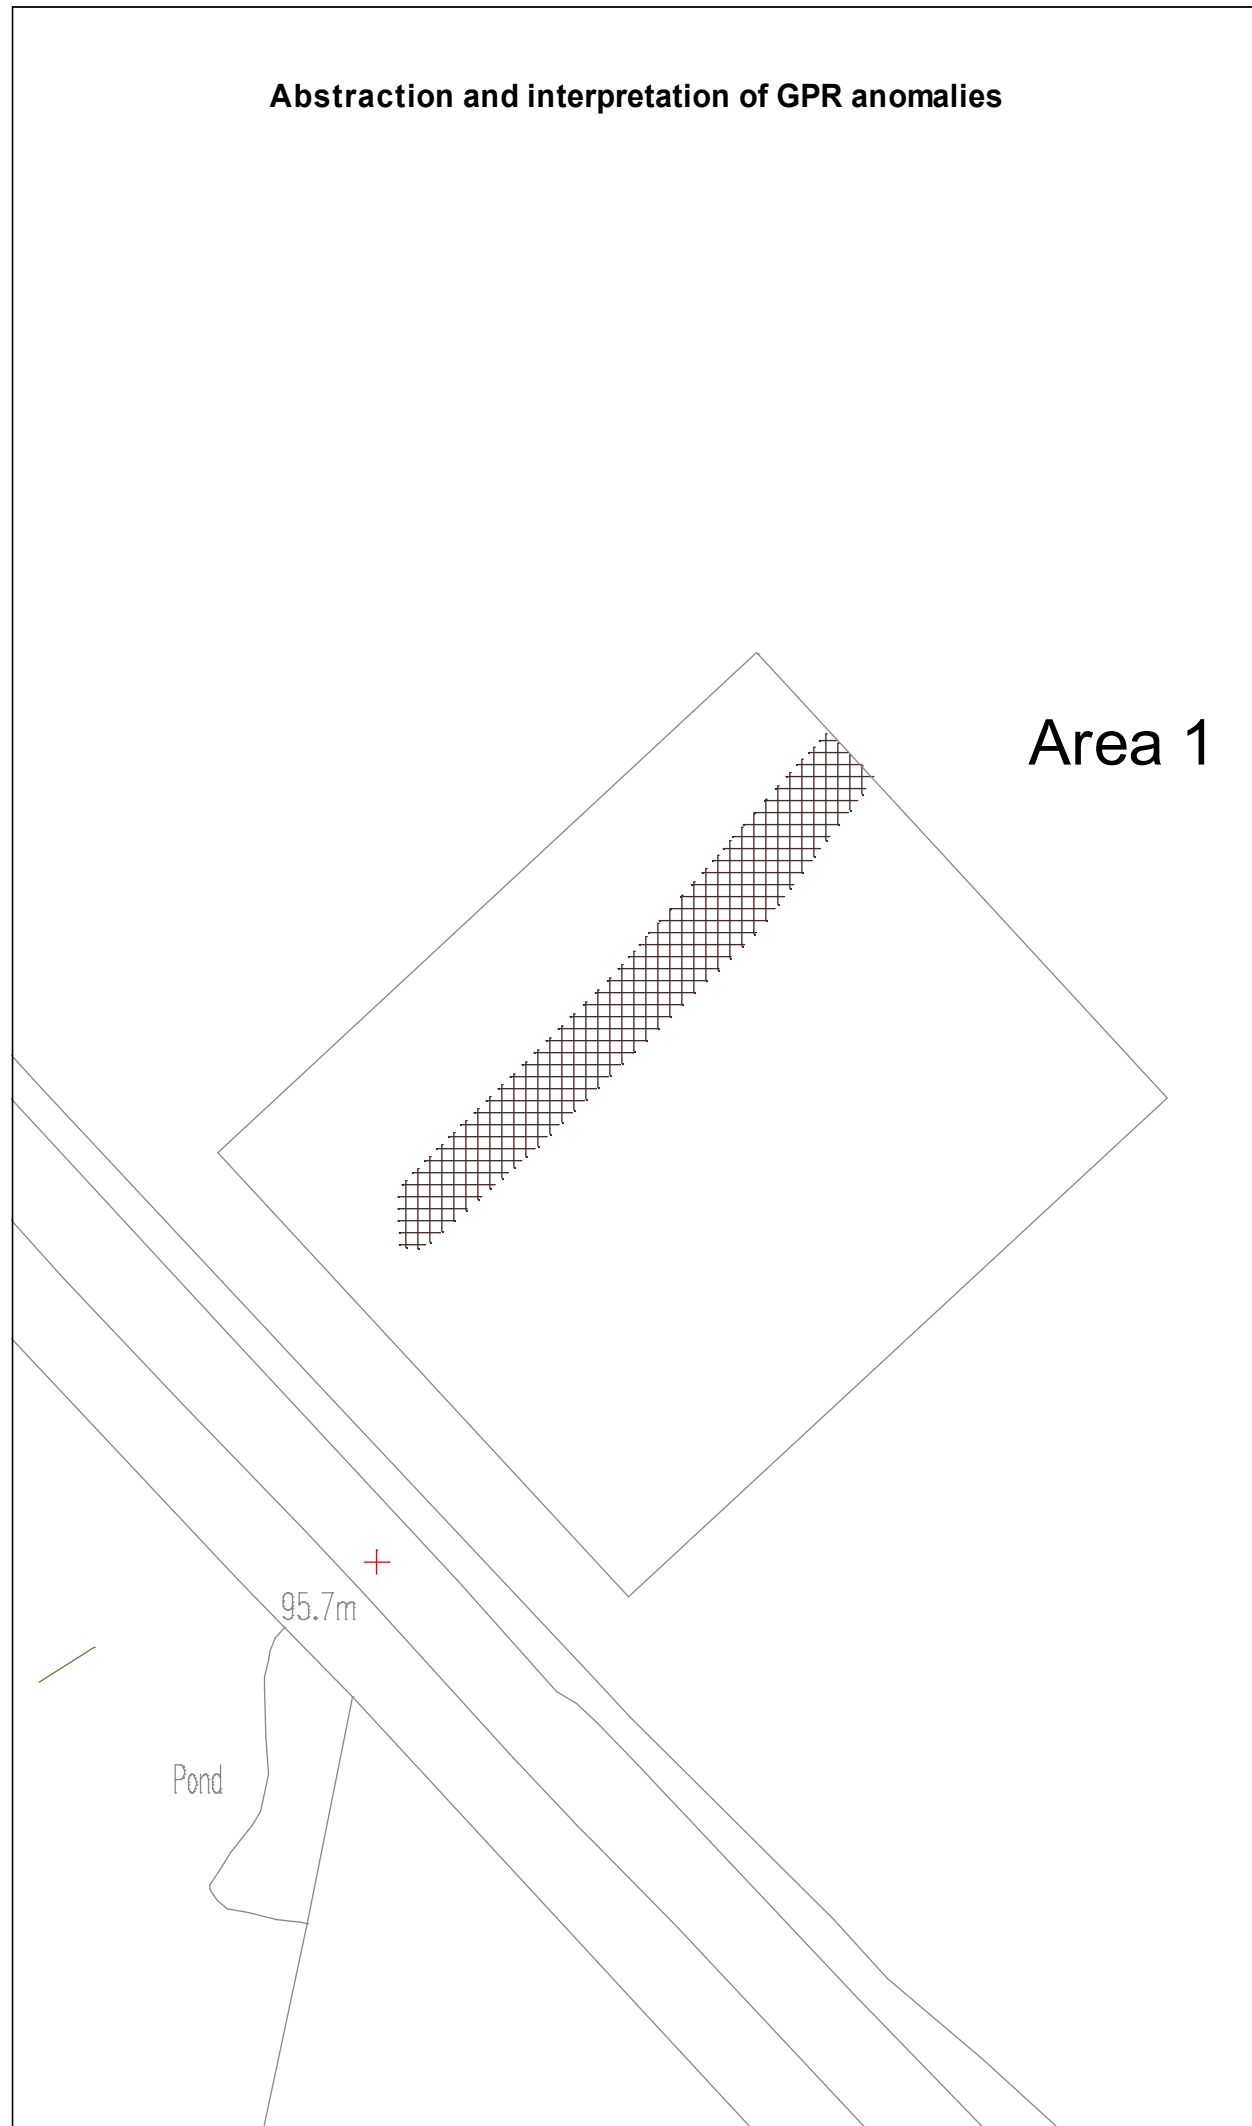 Abstraction and interpretation of GPR anomalies
Area 1
95.7m
Pond